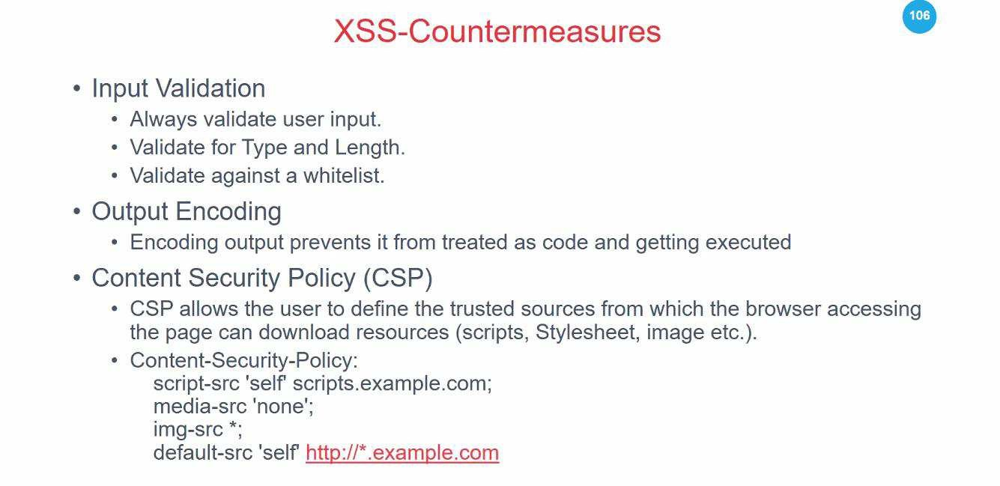 106
XSS-Countermeasures
• Input Validation
• Always validate user input.
• Validate for Type and Length.
• Validate against a whitelist.
• Output Encoding
• Encoding output prevents it from treated as code and getting executed
• Content Security Policy (CSP)
• CSP allows the user to define the trusted sources from which the browser accessing
the page can download resources (scripts, Stylesheet, image etc.).
• Content-Security-Policy:
script-src 'self' scripts.example.com;
media-src 'none';
img-src *;
default-src 'self' http://*.example.com